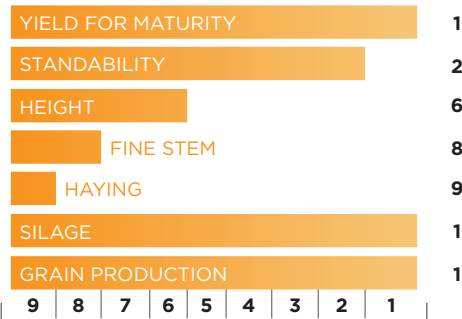 YIELD FOR MATURITY 1
STANDABILITY 2
HEIGHT 6
FINE STEM 8
HAYING 9
SILAGE 1
GRAIN PRODUCTION 1
9 8 7 6 5 4 3 2 1